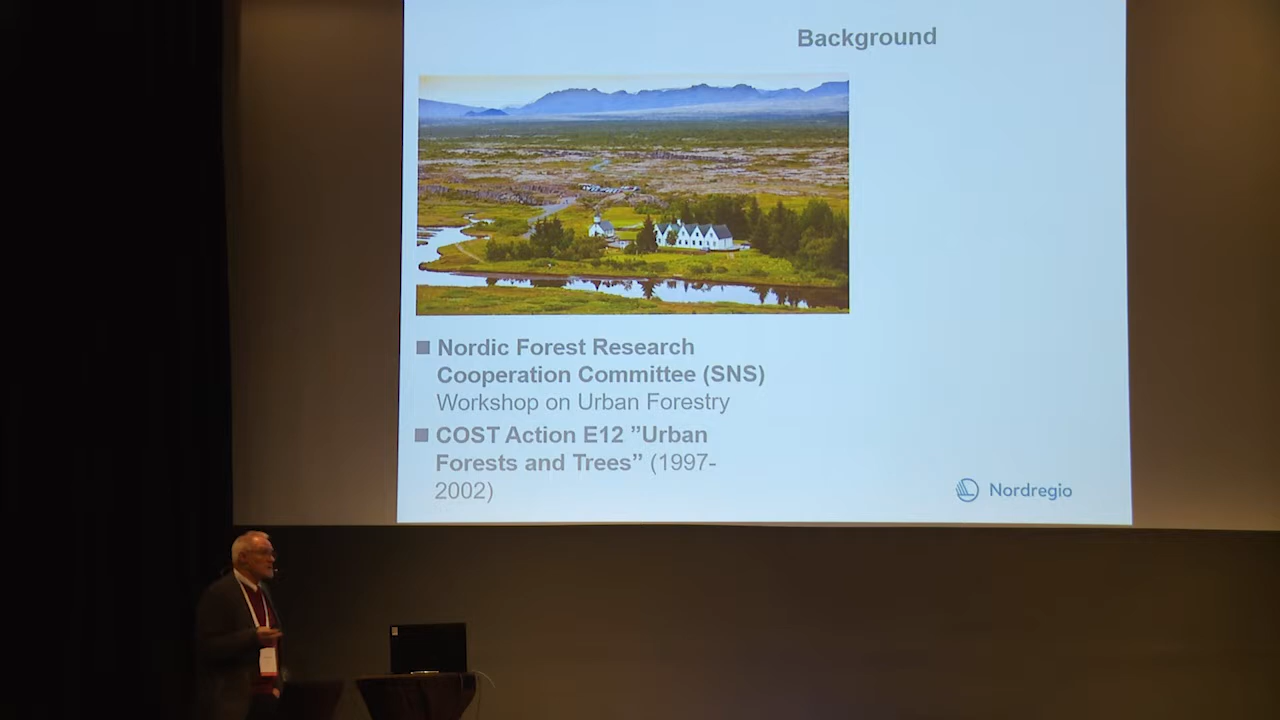 Background
■ Nordic Forest Research
Cooperation Committee (SNS)
Workshop on Urban Forestry
■ COST Action E12 ”Urban
Forests and Trees” (1997-
2002)
Nordregio